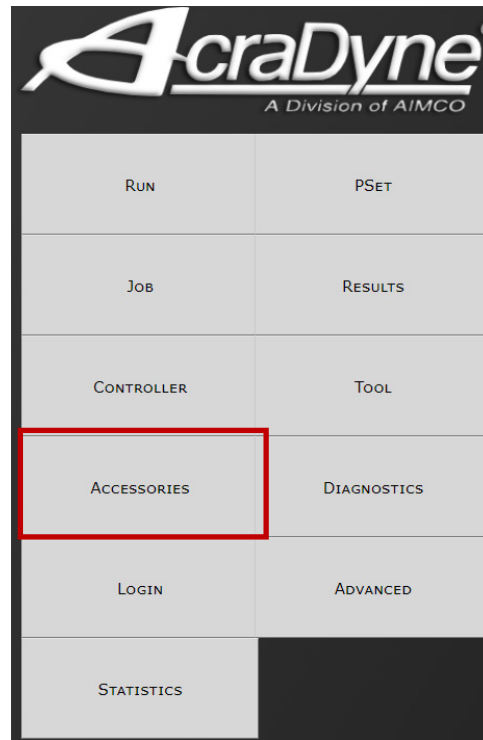 AcraDyne
A Division of AIMCO
Run PSet
Job Results
Controller Tool
Accessories Diagnostics
Login Advanced
Statistics